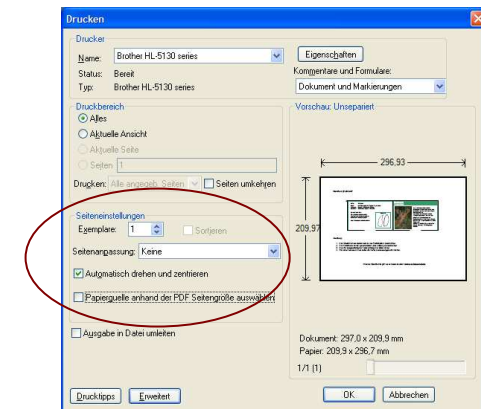 Drucken
Drucker
Name: Brother HL-5130 series
Eigenschaften
Status: Bereit
Kommentare und Formulare:
Typ: Brother HL-5130 series
Dokument und Markierungen
Druckbereich
Alles
Aktuelle Ansicht
Aktuelle Seite
Seiten 1
Drucken: Alle angegeb. Seiten
Seiten umkehren
Seiteneinstellungen
Exemplare: 1
Sortieren
Seitenanpassung: Keine
Automatisch drehen und zentrieren
Papierquelle anhand der PDF Seitengröße auswählen
Ausgabe in Datei umleiten
Vorschau: Unsepariert
296,93
209,97
Dokument: 297,0 x 209,9 mm
Papier: 209,9 x 296,7 mm
1/1 (1)
Drucktipps
Erweitert
OK
Abbrechen